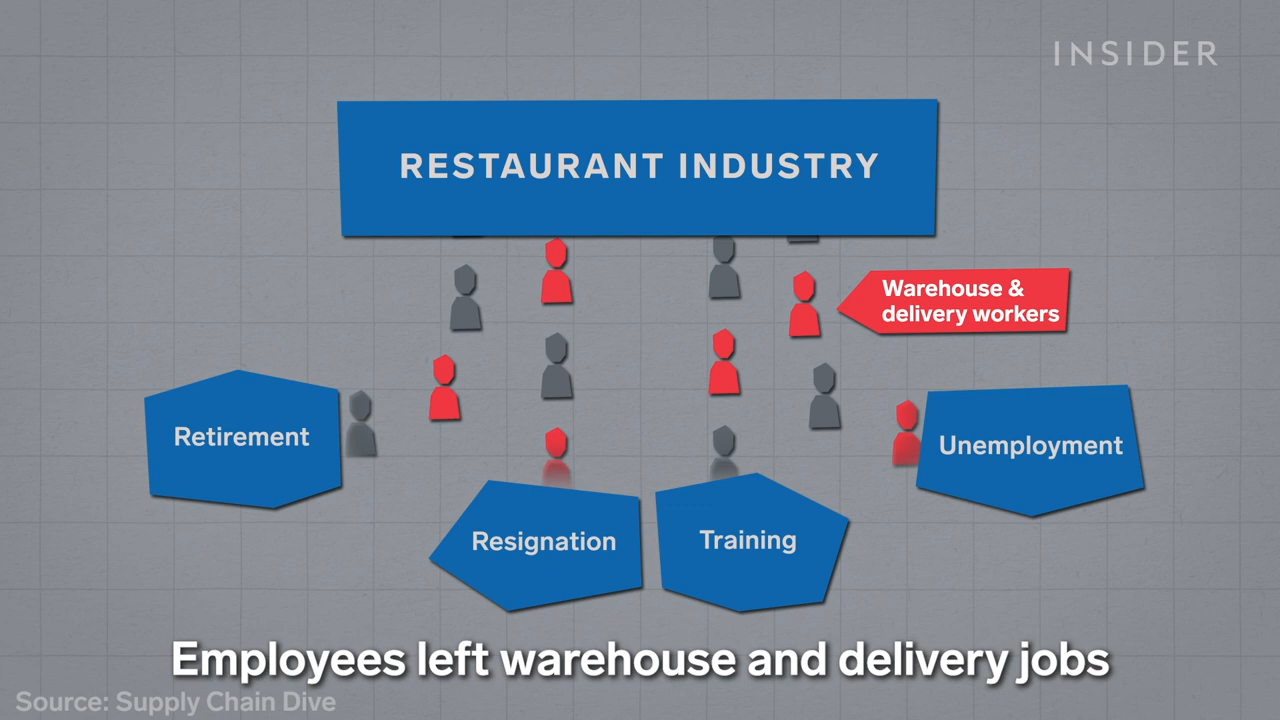 INSIDER
RESTAURANT INDUSTRY
Warehouse &
delivery workers
Retirement
Unemployment
Resignation
Training
Employees left warehouse and delivery jobs
Source: Supply Chain Dive